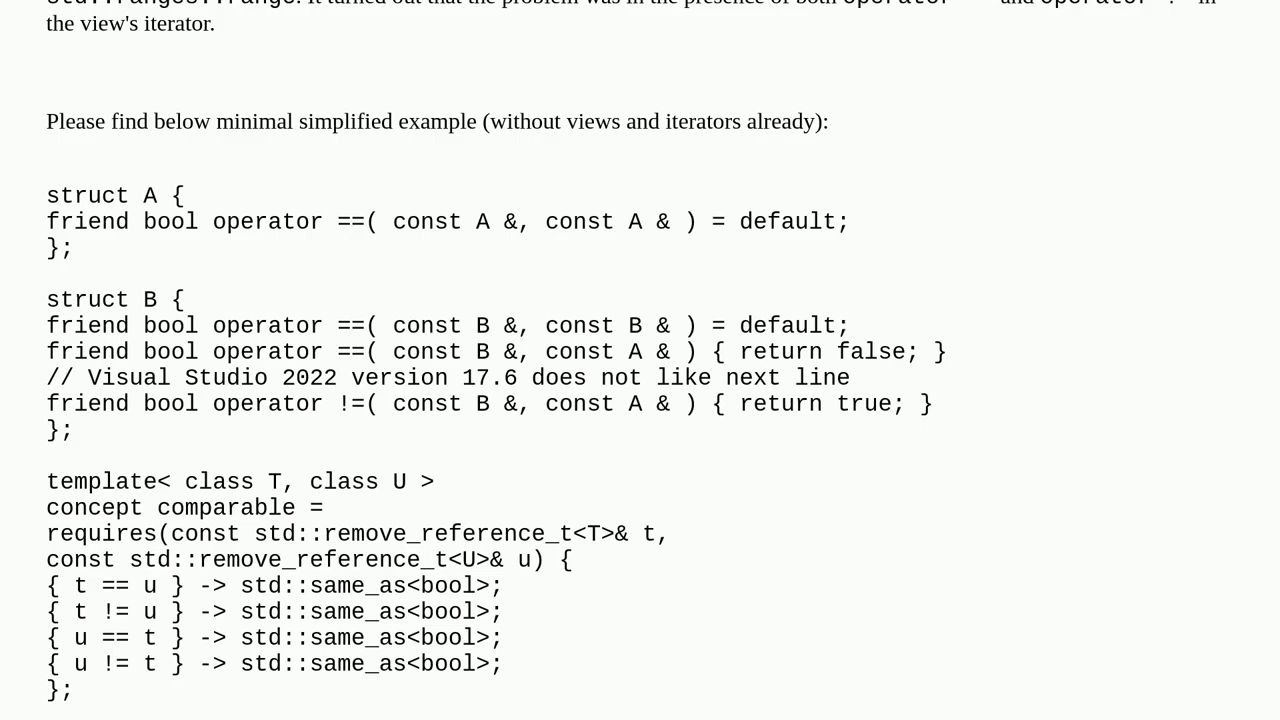 the view's iterator.
Please find below minimal simplified example (without views and iterators already):
struct A {
friend bool operator ==( const A &, const A & ) = default;
};
struct B {
friend bool operator ==( const B &, const B & ) = default;
friend bool operator ==( const B &, const A & ) { return false; }
// Visual Studio 2022 version 17.6 does not like next line
friend bool operator !=( const B &, const A & ) { return true; }
};
template< class T, class U >
concept comparable =
requires(const std::remove_reference_t<T>& t,
const std::remove_reference_t<U>& u) {
{ t == u } -> std::same_as<bool>;
{ t != u } -> std::same_as<bool>;
{ u == t } -> std::same_as<bool>;
{ u != t } -> std::same_as<bool>;
};